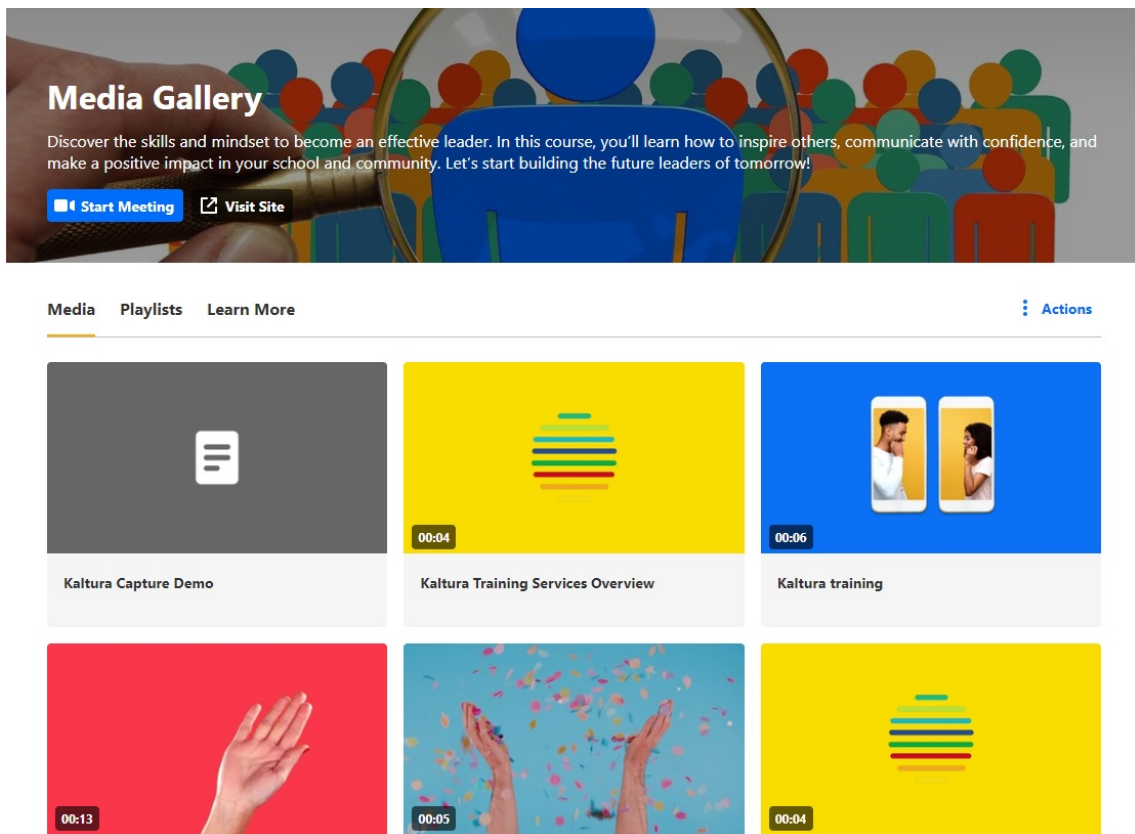 Media Gallery
Discover the skills and mindset to become an effective leader. In this course, you’ll learn how to inspire others, communicate with confidence, and
make a positive impact in your school and community. Let’s start building the future leaders of tomorrow!
Start Meeting Visit Site
Media Playlists Learn More Actions
00:04 00:06
Kaltura Capture Demo Kaltura Training Services Overview Kaltura training
00:13 00:05 00:04